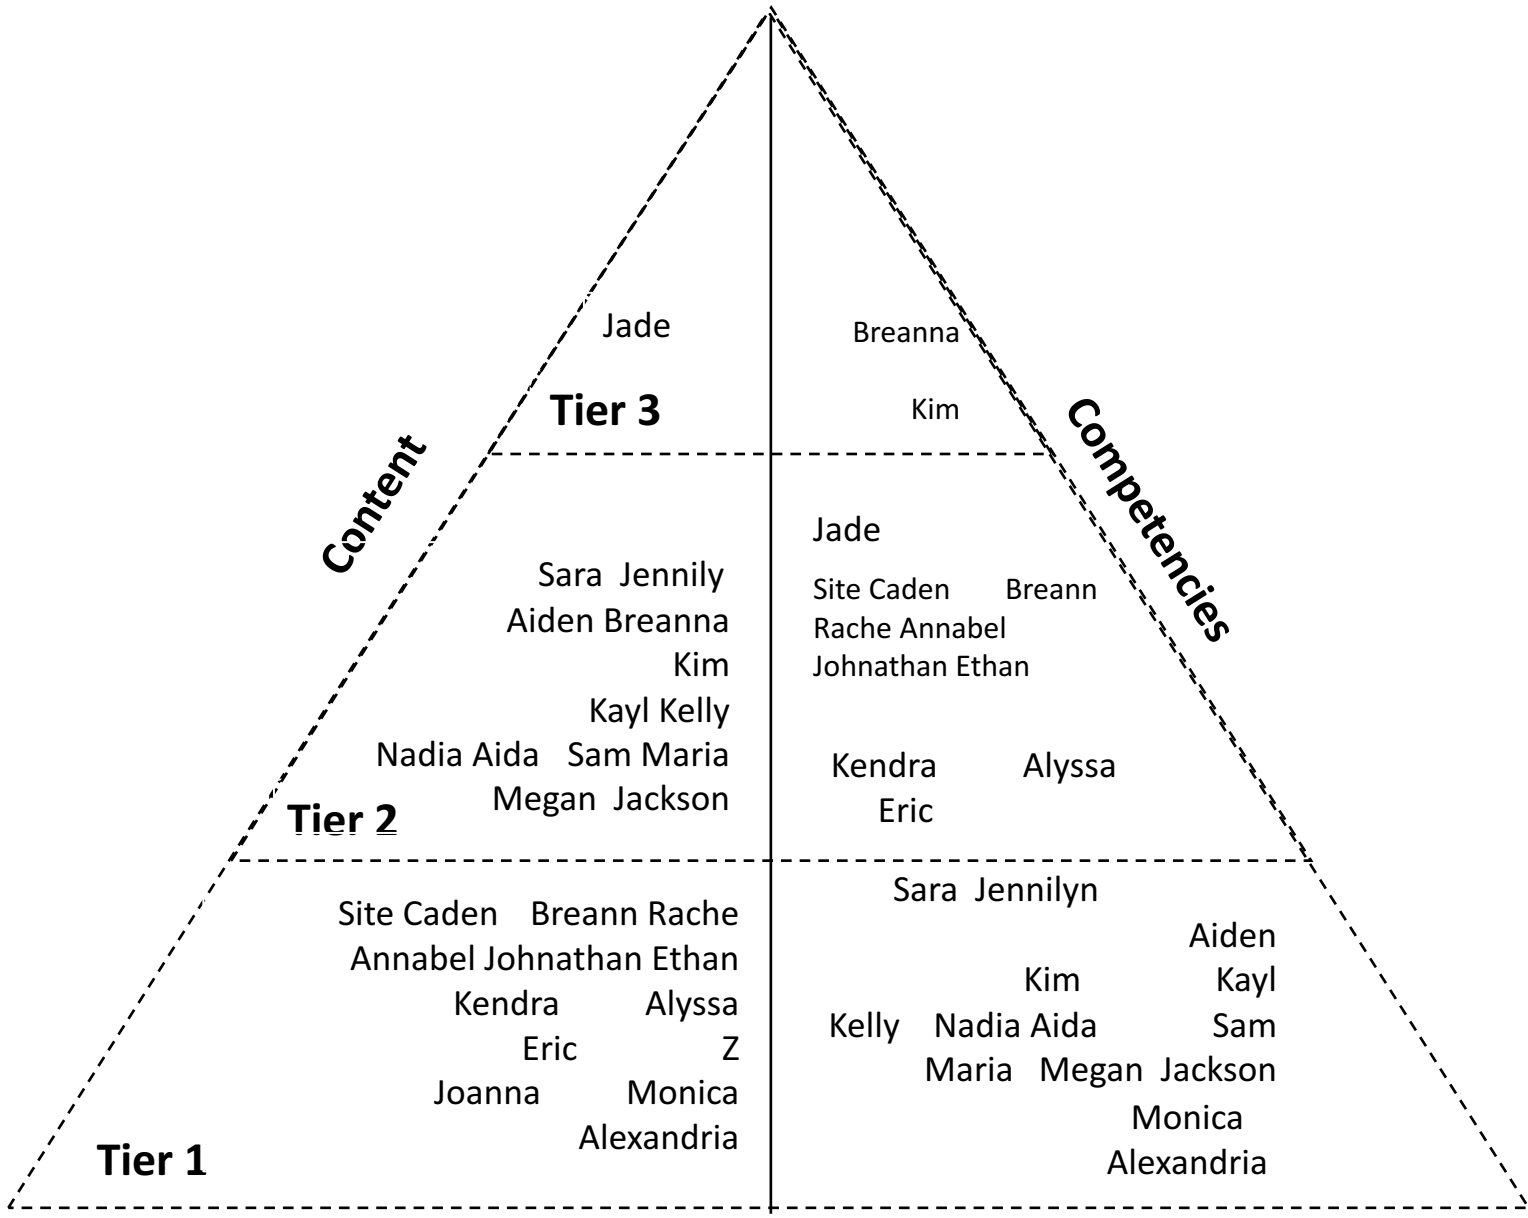 Jade
Tier 3
Breanna
Kim
Content
Competencies
Sara Jennily
Aiden Breanna
Kim
Kayl Kelly
Nadia Aida Sam Maria
Megan Jackson
Tier 2
Jade
Site Caden Breann
Rache Annabel
Johnathan Ethan
Kendra Alyssa
Eric
Site Caden Breann Rache
Annabel Johnathan Ethan
Kendra Alyssa
Eric Z
Joanna Monica
Alexandria
Tier 1
Sara Jennilyn
Aiden
Kim Kayl
Kelly Nadia Aida Sam
Maria Megan Jackson
Monica
Alexandria